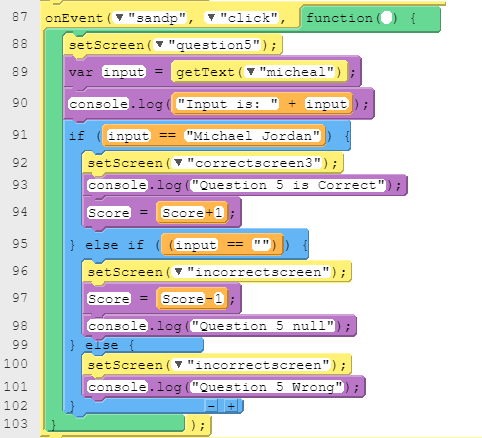 87 onEvent(▼"sandp", ▼"click", function( ) {
88 setScreen(▼"question5");
89 var input = getText(▼"micheal");
90 console.log("Input is: " + input);
91 if (input == "Michael Jordan") {
92 setScreen(▼"correctscreen3");
93 console.log("Question 5 is Correct");
94 Score = Score+1;
95 } else if ((input == "")) {
96 setScreen(▼"incorrectscreen");
97 Score = Score-1;
98 console.log("Question 5 null");
99 } else {
100 setScreen(▼"incorrectscreen");
101 console.log("Question 5 Wrong");
102 } - +
103 } );